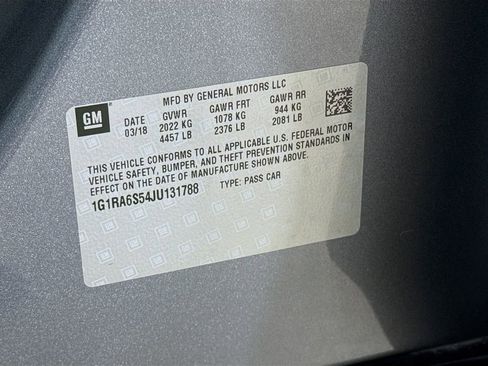 MFD BY GENERAL MOTORS LLC
GM DATE GVWR GAWR FRT GAWR RR
03/18 2022 KG 1078 KG 944 KG
4457 LB 2376 LB 2081 LB
THIS VEHICLE CONFORMS TO ALL APPLICABLE U.S. FEDERAL MOTOR
VEHICLE SAFETY, BUMPER, AND THEFT PREVENTION STANDARDS IN
EFFECT ON THE DATE OF MANUFACTURE SHOWN ABOVE.
1G1RA6S54JU131788 TYPE: PASS CAR